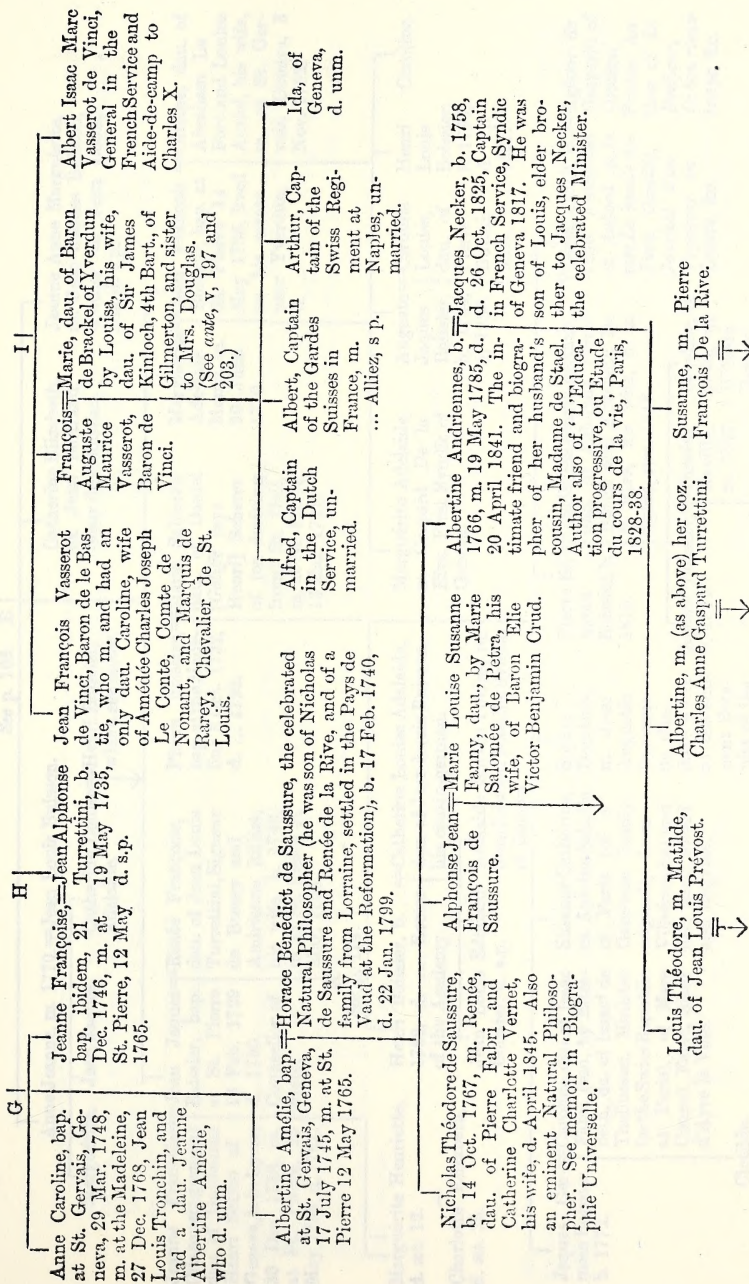 G
Anne Caroline, bap.
at St. Gervais, Ge-
neva, 29 Mar. 1748,
m. at the Madeleine,
27 Dec. 1768, Jean
Louis Tronchin, and
had a dau. Jeanne
Albertine Amélie,
who d. unm.
H
Jeanne Françoise,=Jean Alphonse
bap. ibidem, 21 Turrettini, b.
Dec. 1746, m. at 19 May 1735,
St. Pierre, 12 May d. s.p.
1765.
I
Jean François Vasserot
de Vinci, Baron de le Bas-
tie, who m. and had an
only dau. Caroline, wife
of Amédée Charles Joseph
Le Conte, Comte de
Nonant, and Marquis de
Rarey, Chevalier de St.
Louis.
François=Marie, dau. of Baron
Auguste de Brackel of Yverdun
Maurice by Louisa, his wife,
Vasserot, dau. of Sir James
Baron de Kinloch, 4th Bart., of
Vinci. Gilmerton, and sister
to Mrs. Douglas.
(See ante, v, 197 and
203.)
Albert Isaac Marc
Vasserot de Vinci,
General in the
French Service and
Aide-de-camp to
Charles X.
Albertine Amélie, bap.=Horace Bénédict de Saussure, the celebrated
at St. Gervais, Geneva, Natural Philosopher (he was son of Nicholas
17 July 1745, m. at St. de Saussure and Renée de la Rive, and of a
Pierre 12 May 1765. family from Lorraine, settled in the Pays de
Vaud at the Reformation), b. 17 Feb. 1740,
d. 22 Jan. 1799.
Alfred, Captain
in the Dutch
Service, un-
married.
Albert, Captain
of the Gardes
Suisses in
France, m.
... Alliez, s p.
Arthur, Cap-
tain of the
Swiss Regi-
ment at
Naples, un-
married.
Ida, of
Geneva,
d. unm.
Nicholas Théodore de Saussure,
b. 14 Oct. 1767, m. Renée,
dau. of Pierre Fabri and
Catherine Charlotte Vernet,
his wife, d. April 1845. Also
an eminent Natural Philoso-
pher. See memoir in 'Biogra-
phie Universelle.'
Alphonse Jean=Marie Louise Susanne
François de Fanny, dau., by Marie
Saussure. Salomée de Petra, his
wife, of Baron Elie
Victor Benjamin Crud.
Albertine Andriennes, b.=Jacques Necker, b. 1758,
1766, m. 19 May 1785, d. d. 26 Oct. 1825, Captain
20 April 1841. The in- in French Service, Syndic
timate friend and biogra- of Geneva 1817. He was
pher of her husband's son of Louis, elder bro-
cousin, Madame de Stael. ther to Jacques Necker,
Author also of 'L'Educa- the celebrated Minister.
tion progressive, ou Etude
du cours de la vie,' Paris,
1828-38.
Louis Théodore, m. Matilde,
dau. of Jean Louis Prévost.
Albertine, m. (as above) her coz.
Charles Anne Gaspard Turrettini.
Susanne, m. Pierre
François De la Rive.